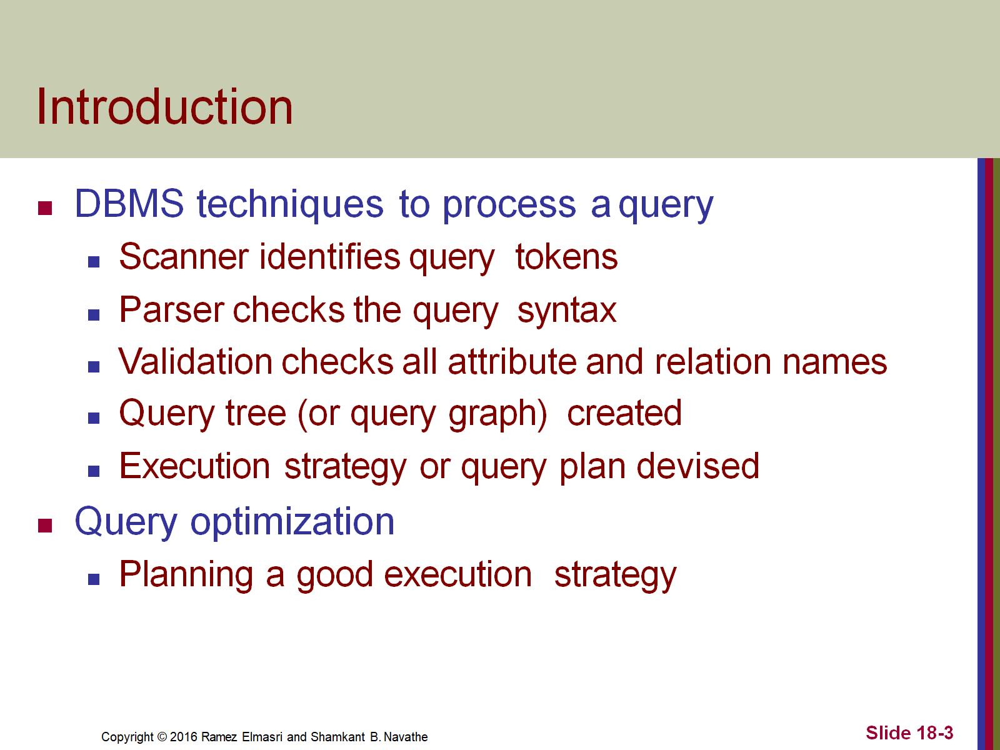 Introduction
DBMS techniques to process a query
Scanner identifies query tokens
Parser checks the query syntax
Validation checks all attribute and relation names
Query tree (or query graph) created
Execution strategy or query plan devised
Query optimization
Planning a good execution strategy
Copyright © 2016 Ramez Elmasri and Shamkant B. Navathe
Slide 18-3